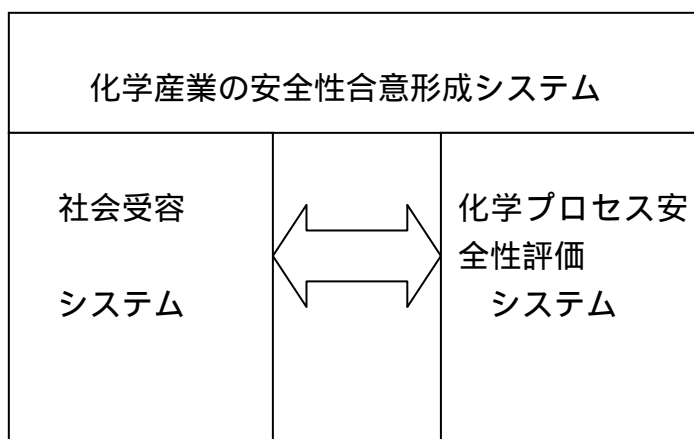 化学産業の安全性合意形成システム
社会受容
システム
化学プロセス安
全性評価
システム